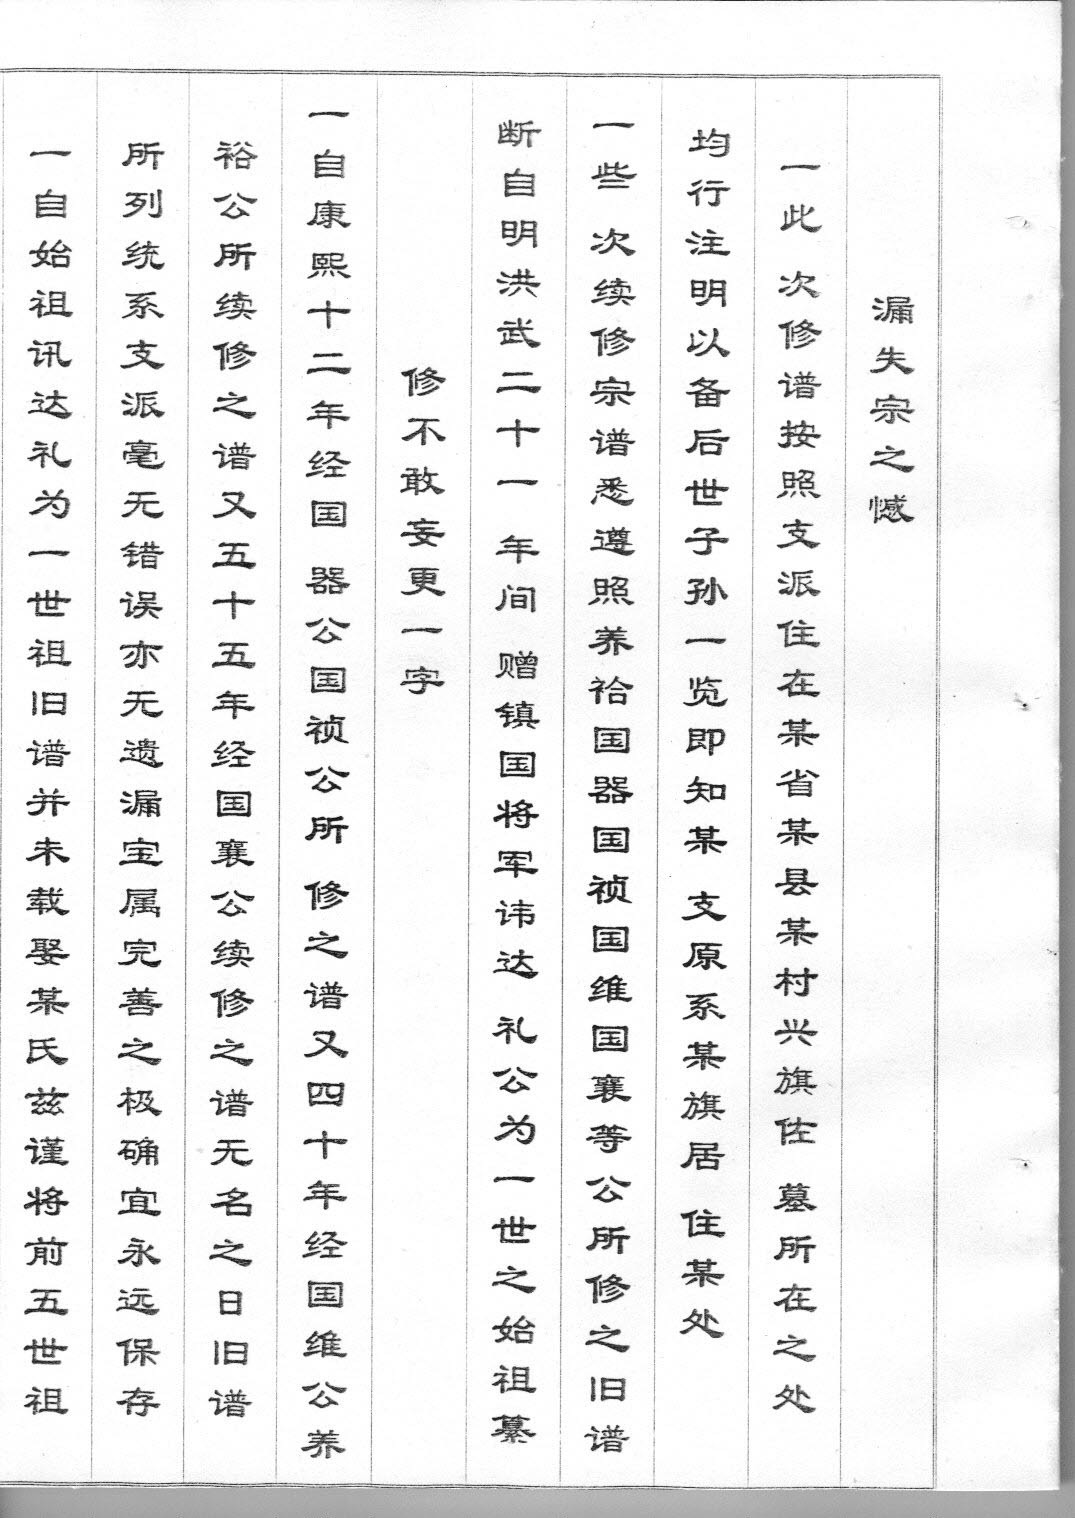 漏失宗之憾
一此次修谱按照支派住在某省某县某村兴旗佐墓所在之处
均行注明以备后世子孙一览即知某支原系某旗居住某处
一些次续修宗谱悉遵照养袷国器国祯国维国襄等公所修之旧谱
断自明洪武二十一年间赠镇国将军讳达礼公为一世之始祖纂
修不敢妄更一字
一自康熙十二年经国器公国祯公所修之谱又四十年经国维公养
裕公所续修之谱又五十五年经国襄公续修之谱无名之日旧谱
所列统系支派毫无错误亦无遗漏宝属完善之极确宜永远保存
一自始祖讯达礼为一世祖旧谱并未载娶某氏兹谨将前五世祖